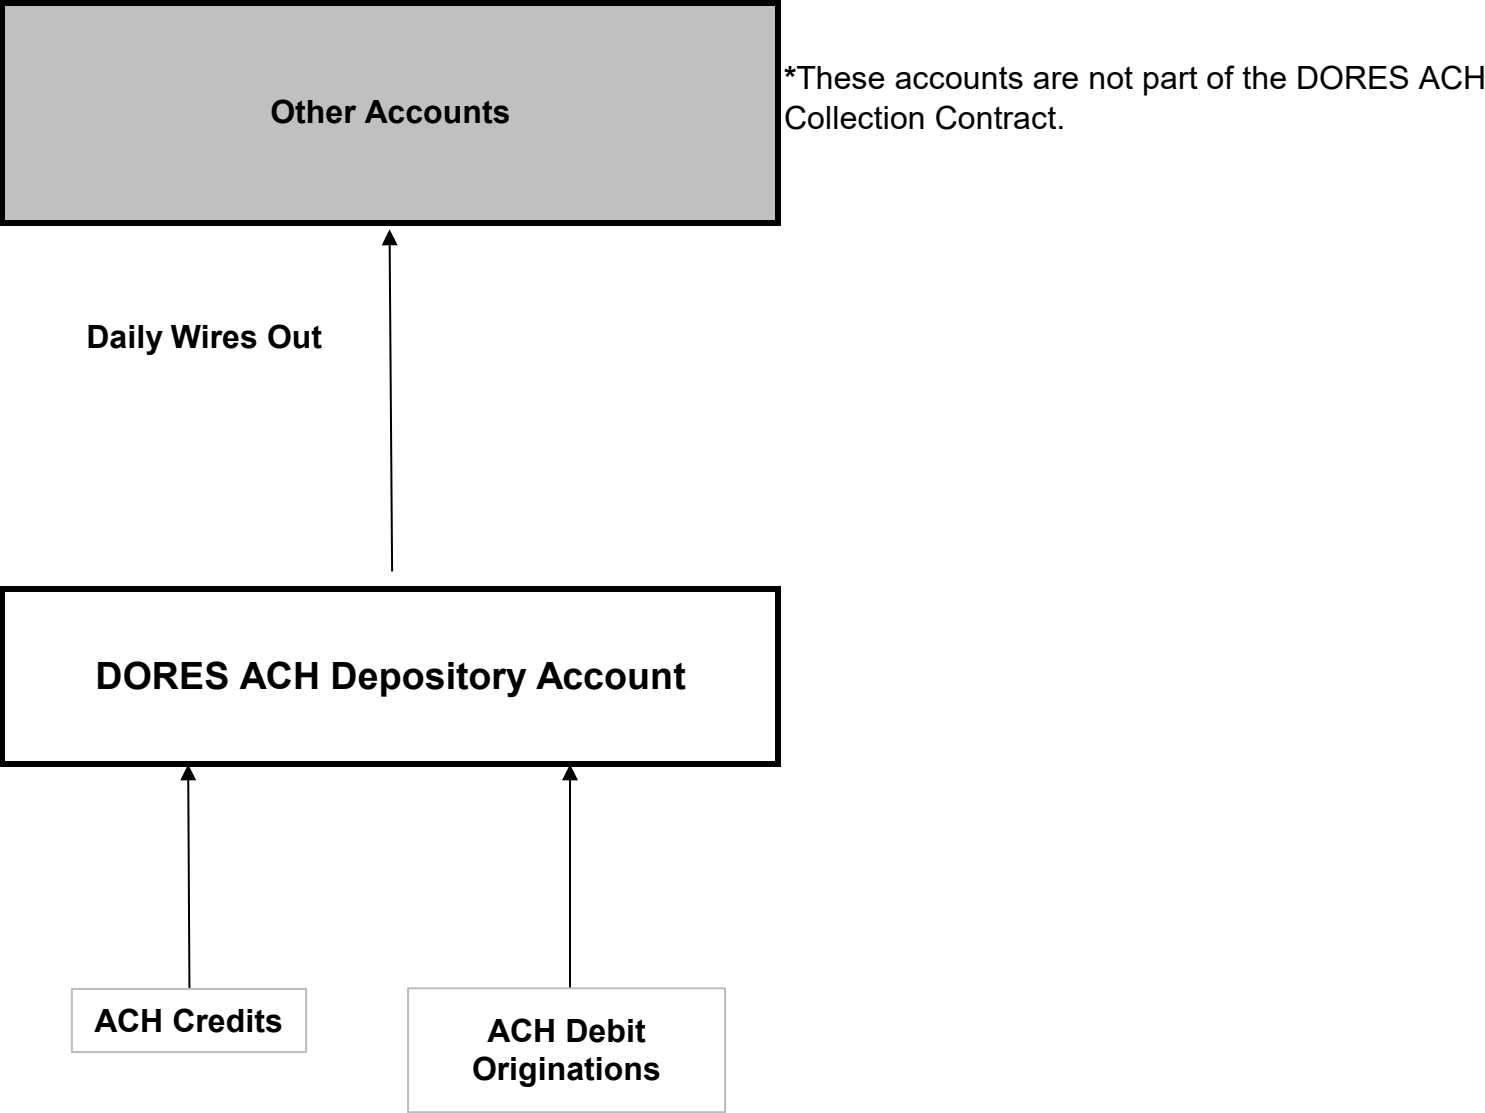 Other Accounts
*These accounts are not part of the DORES ACH
Collection Contract.
Daily Wires Out
DORES ACH Depository Account
ACH Credits
ACH Debit
Originations